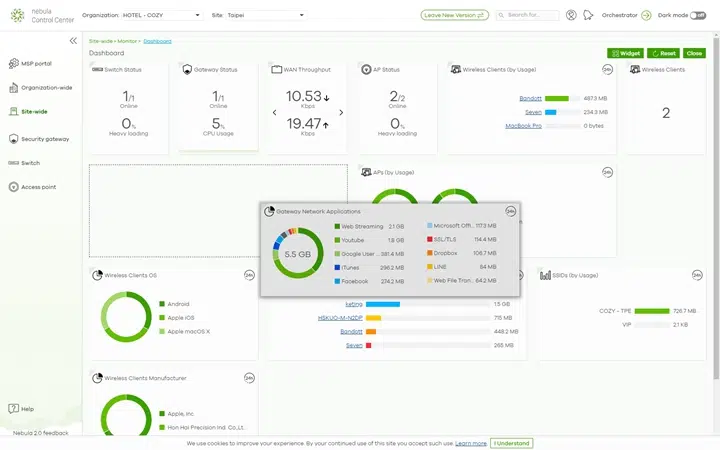 nebula
Control Center
Organization: HOTEL - COZY
Site: Taipei
Leave New Version
Search for...
Orchestrator
Dark mode
off
MSP portal
Organization-wide
Site-wide
Security gateway
Switch
Access point
Help
Nebula 2.0 feedback
Site-wide > Monitor > Dashboard
Dashboard
Widget
Reset
Close
Switch Status
1/1
Online
0%
Heavy loading
Gateway Status
1/1
Online
5%
CPU Usage
WAN Throughput
10.53
Kbps
19.47
Kbps
AP Status
2/2
Online
0%
Heavy loading
Wireless Clients (by Usage)
24h
Bandott 487.3 MB
Seven 234.3 MB
MacBook Pro 0 bytes
Wireless Clients
2
APs (by Usage)
24h
Gateway Network Applications
24h
5.5 GB
Web Streaming 2.1 GB
Youtube 1.8 GB
Google User ... 381.4 MB
iTunes 296.2 MB
Facebook 274.2 MB
Microsoft Offi... 117.3 MB
SSL/TLS 114.4 MB
Dropbox 108.7 MB
LINE 84 MB
Web File Tran... 64.2 MB
Wireless Clients OS
24h
Android
Apple iOS
Apple macOS X
keting 1.5 GB
HSKUO-M-N2DP 715 MB
Bandott 448.2 MB
Seven 265 MB
SSIDs (by Usage)
24h
COZY - TPE 726.7 MB
VIP 2.1 KB
Wireless Clients Manufacturer
24h
Apple, Inc
Hon Hai Precision Ind. Co.,Lt...
We use cookies to improve your experience. By your continued use of this site you accept such use. Learn more.
I Understand